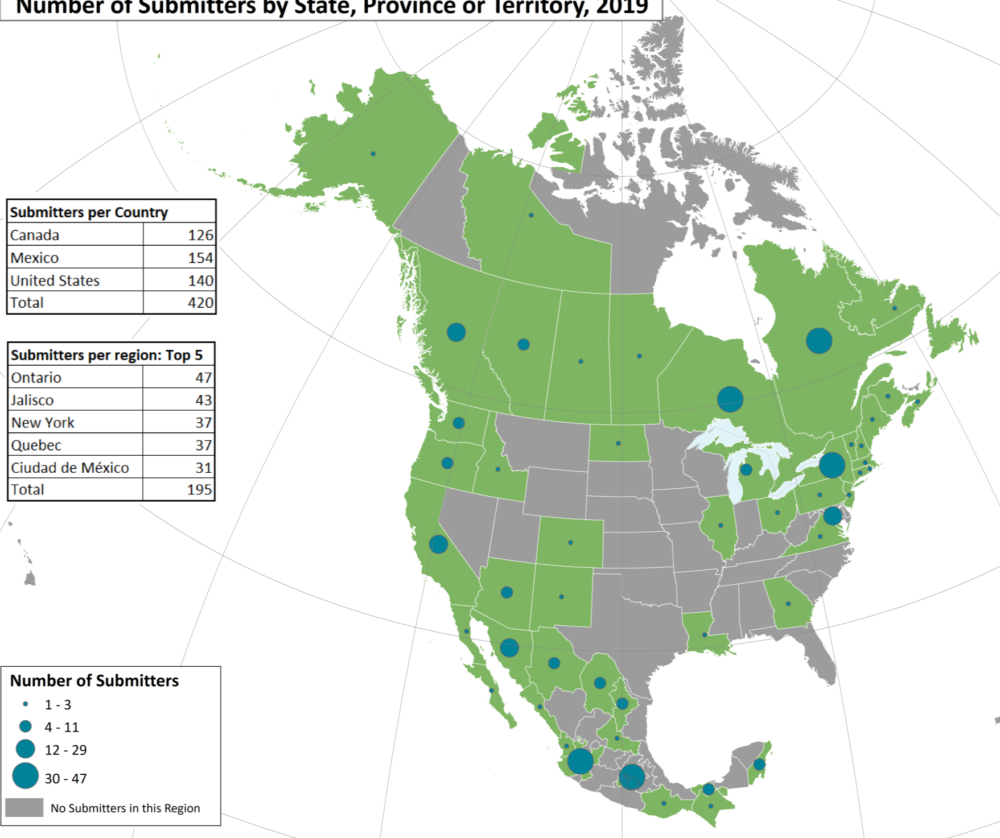 Number of Submitters by State, Province or Territory, 2019
Submitters per Country
Canada 126
Mexico 154
United States 140
Total 420
Submitters per region: Top 5
Ontario 47
Jalisco 43
New York 37
Quebec 37
Ciudad de México 31
Total 195
Number of Submitters
1 - 3
4 - 11
12 - 29
30 - 47
No Submitters in this Region